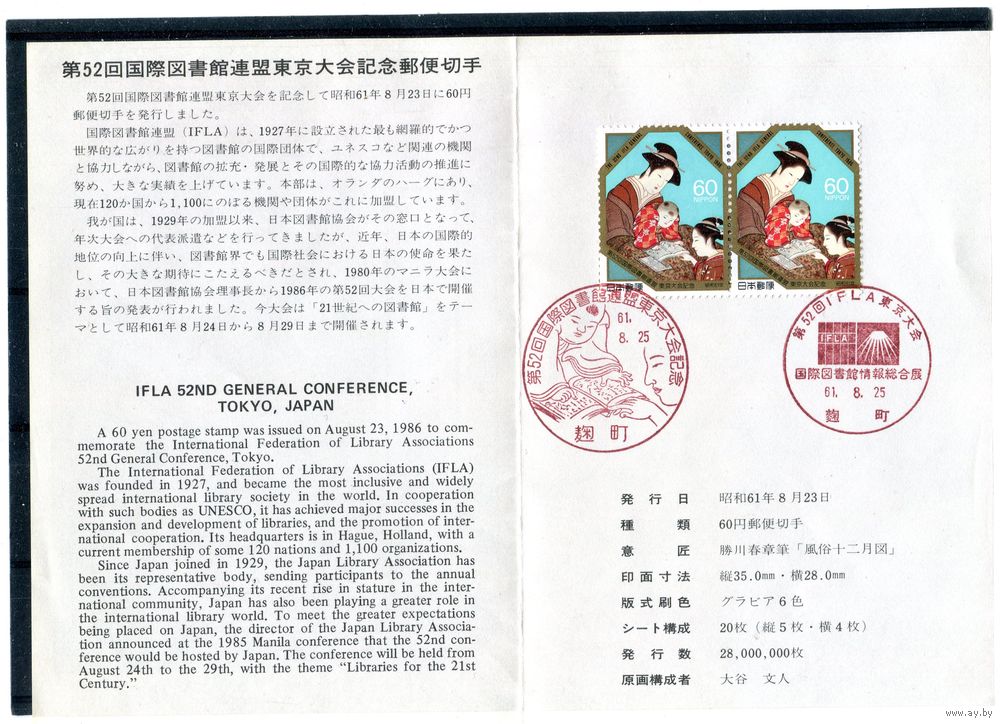 第52回国際図書館連盟東京大会記念郵便切手
第52回国際図書館連盟東京大会を記念して昭和61年8月23日に60円
郵便切手を発行しました。
国際図書館連盟（IFLA）は、1927年に設立された最も網羅的でかつ
世界的な広がりを持つ図書館の国際団体で、ユネスコなど関連の機関
と協力しながら、図書館の拡充・発展とその国際的な協力活動の推進に
努め、大きな実績を上げています。本部は、オランダのハーグにあり、
現在120か国から1,100にのぼる機関や団体がこれに加盟しています。
我が国は、1929年の加盟以来、日本図書館協会がその窓口となって、
年次大会への代表派遣などを行ってきましたが、近年、日本の国際的
地位の向上に伴い、図書館界でも国際社会における日本の使命を果た
し、その大きな期待にこたえるべきだとされ、1980年のマニラ大会に
おいて、日本図書館協会理事長から1986年の第52回大会を日本で開催
する旨の発表が行われました。今大会は「21世紀への図書館」をテー
マとして昭和61年8月24日から8月29日まで開催されます。
IFLA 52ND GENERAL CONFERENCE,
TOKYO, JAPAN
A 60 yen postage stamp was issued on August 23, 1986 to com-
memorate the International Federation of Library Associations
52nd General Conference, Tokyo.
The International Federation of Library Associations (IFLA)
was founded in 1927, and became the most inclusive and widely
spread international library society in the world. In cooperation
with such bodies as UNESCO, it has achieved major successes in the
expansion and development of libraries, and the promotion of inter-
national cooperation. Its headquarters is in Hague, Holland, with a
current membership of some 120 nations and 1,100 organizations.
Since Japan joined in 1929, the Japan Library Association has
been its representative body, sending participants to the annual
conventions. Accompanying its recent rise in stature in the inter-
national community, Japan has also been playing a greater role in
the international library world. To meet the greater expectations
being placed on Japan, the director of the Japan Library Associa-
tion announced at the 1985 Manila conference that the 52nd con-
ference would be hosted by Japan. The conference will be held from
August 24th to the 29th, with the theme “Libraries for the 21st
Century.”
60
NIPPON
日本郵便
東京大会記念
60
NIPPON
日本郵便
東京大会記念
第52回国際図書館連盟東京大会記念
61.
8. 25
麹町
第52回IFLA東京大会
IFLA
国際図書館情報総合展
61. 8. 25
麹町
発行日 昭和61年8月23日
種類 60円郵便切手
意匠 勝川春章筆「風俗十二月図」
印面寸法 縦35.0mm・横28.0mm
版式刷色 グラビア6色
シート構成 20枚（縦5枚・横4枚）
発行数 28,000,000枚
原画構成者 大谷 文人
www.ay.by